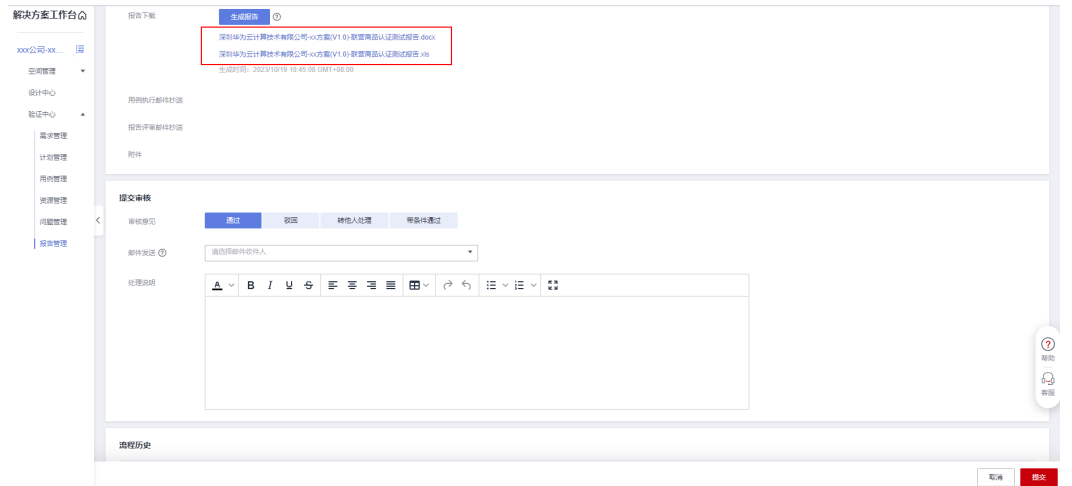 解决方案工作台
xxx公司-xx...
空间管理
设计中心
验证中心
需求管理
计划管理
用例管理
资源管理
问题管理
报告管理
报告下载
生成报告
深圳华为云计算技术有限公司-xx方案(V1.0)-联营商品认证测试报告.docx
深圳华为云计算技术有限公司-xx方案(V1.0)-联营商品认证测试报告.xls
生成时间：2023/10/19 10:45:08 GMT+08:00
用例执行邮件抄送
报告评审邮件抄送
附件
提交审核
审核意见
通过
驳回
转他人处理
带条件通过
邮件发送
请选择邮件收件人
处理说明
A B I U S
流程历史
帮助
客服
取消
提交